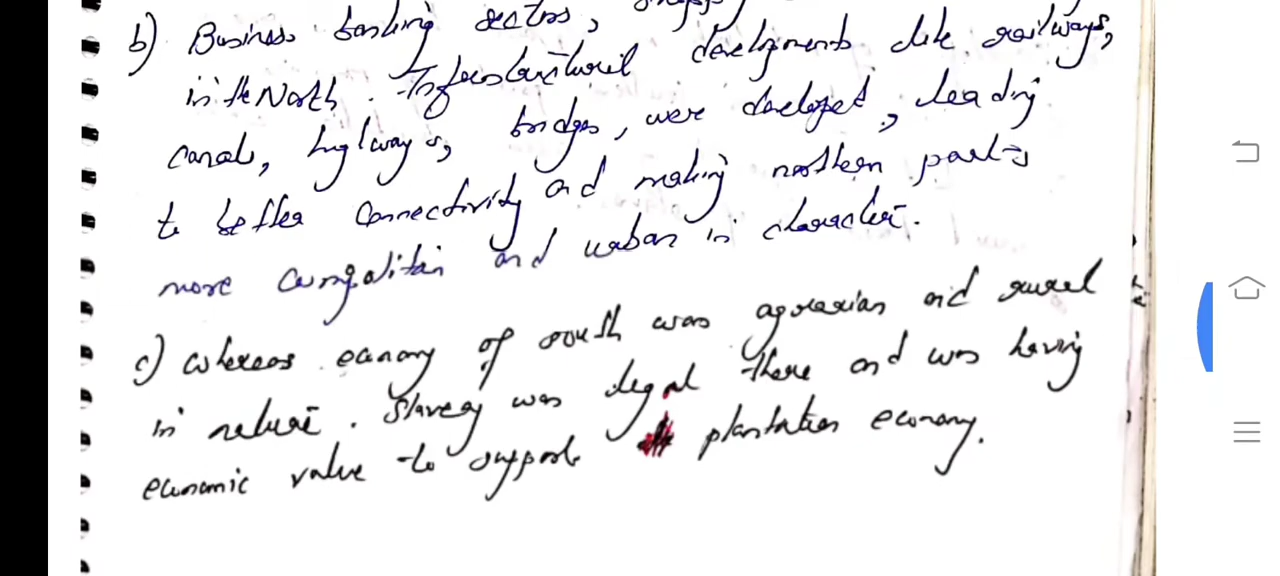 b) Business banking sectors,
in the North. Infrastructural developments like railways,
canals, highways, bridges, were developed, leading
to better connectivity and making northern parts
more and urban in character.
c) Whereas economy of south was agrarian and rural
in nature. Slavery was legal there and was having
economic value to support plantation economy.